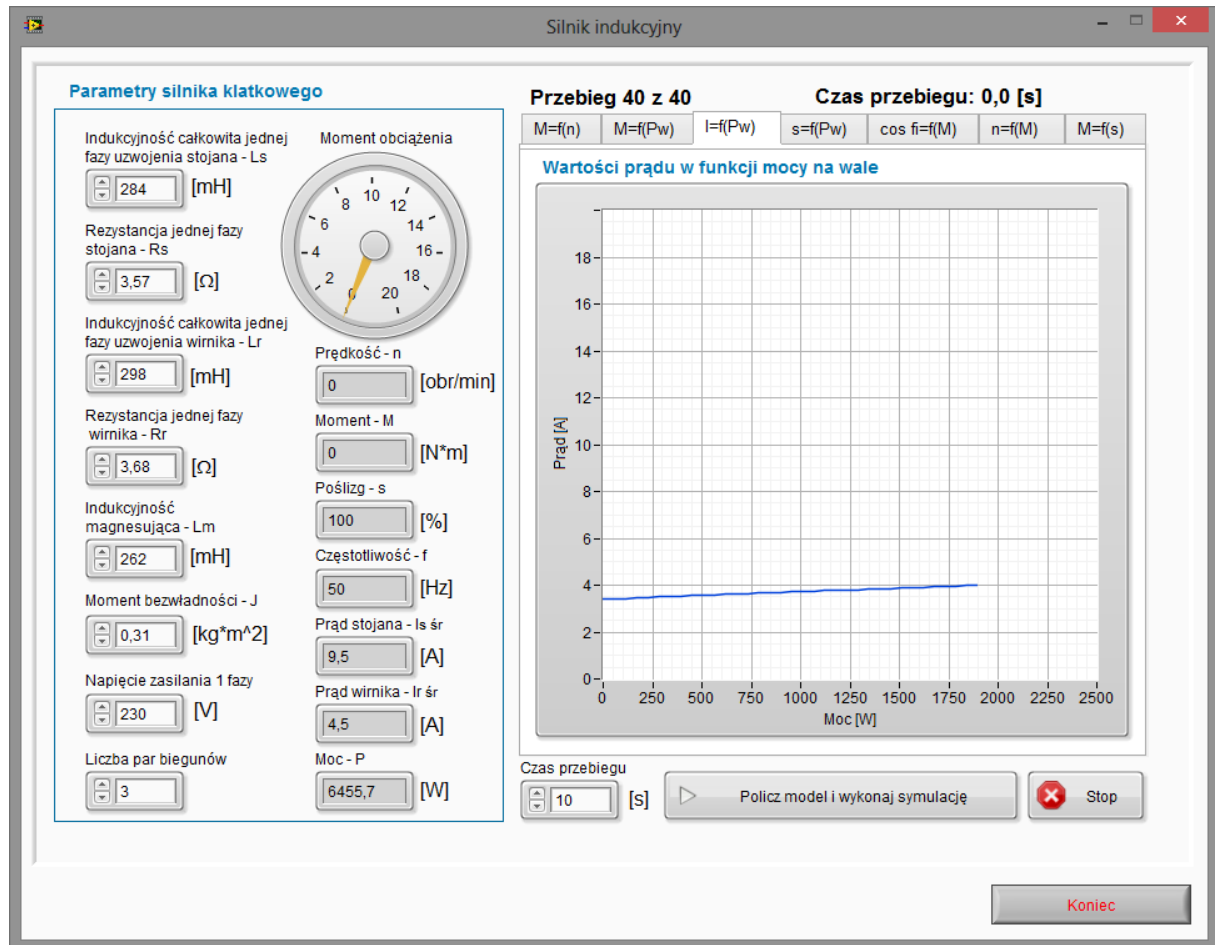 Silnik indukcyjny
Parametry silnika klatkowego
Indukcyjność całkowita jednej
fazy uzwojenia stojana - Ls
284 [mH]
Rezystancja jednej fazy
stojana - Rs
3,57 [Ω]
Indukcyjność całkowita jednej
fazy uzwojenia wirnika - Lr
298 [mH]
Rezystancja jednej fazy
wirnika - Rr
3,68 [Ω]
Indukcyjność
magnesująca - Lm
262 [mH]
Moment bezwładności - J
0,31 [kg*m^2]
Napięcie zasilania 1 fazy
230 [V]
Liczba par biegunów
3
Moment obciążenia
0 2 4 6 8 10 12 14 16 18 20
Prędkość - n
0 [obr/min]
Moment - M
0 [N*m]
Poślizg - s
100 [%]
Częstotliwość - f
50 [Hz]
Prąd stojana - Is śr
9,5 [A]
Prąd wirnika - Ir śr
4,5 [A]
Moc - P
6455,7 [W]
Przebieg 40 z 40 Czas przebiegu: 0,0 [s]
M=f(n) M=f(Pw) I=f(Pw) s=f(Pw) cos fi=f(M) n=f(M) M=f(s)
Wartości prądu w funkcji mocy na wale
Prąd [A]
18
16
14
12
10
8
6
4
2
0
0 250 500 750 1000 1250 1500 1750 2000 2250 2500
Moc [W]
Czas przebiegu
10 [s] Policz model i wykonaj symulację Stop
Koniec